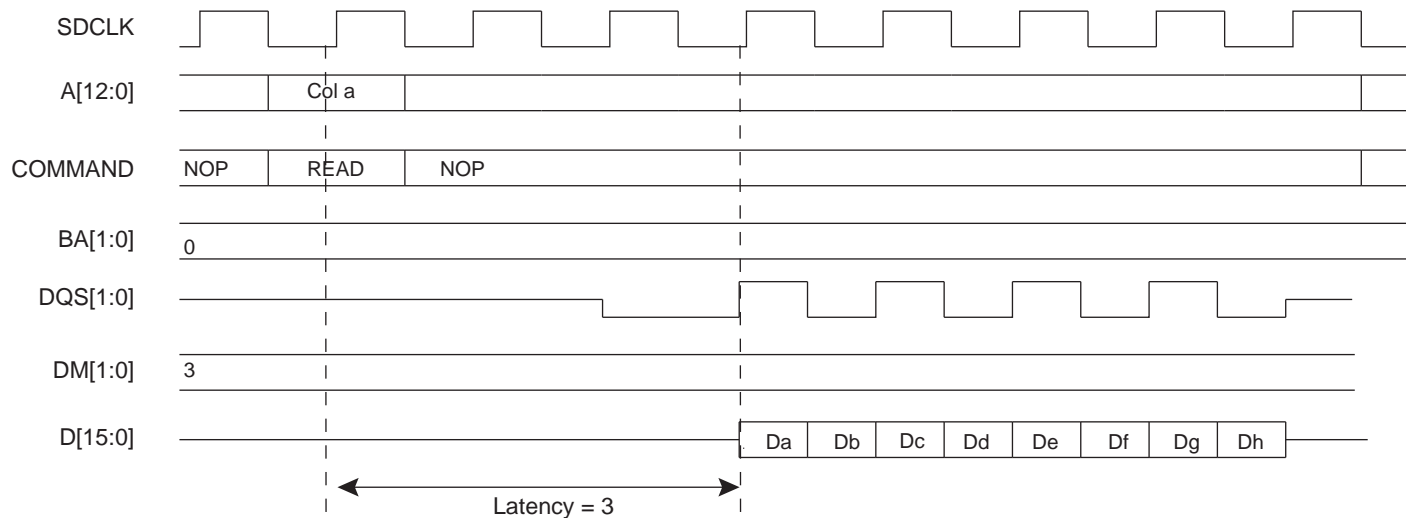 SDCLK
A[12:0] Col a
COMMAND NOP READ NOP
BA[1:0] 0
DQS[1:0]
DM[1:0] 3
D[15:0] Da Db Dc Dd De Df Dg Dh
Latency = 3